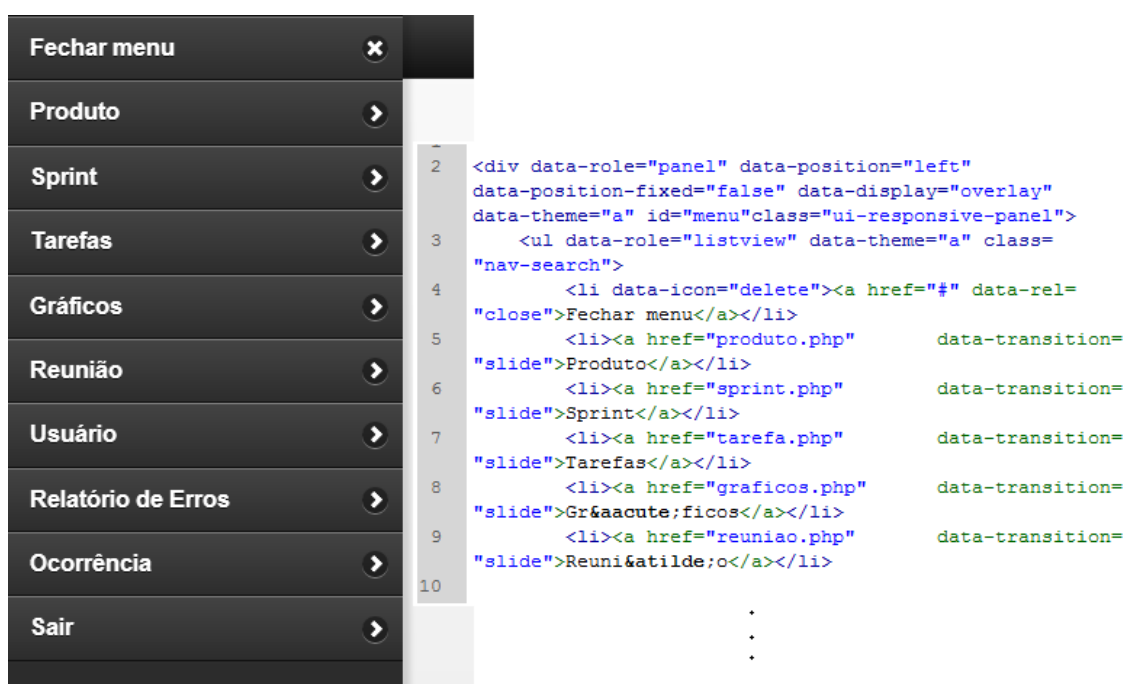 Fechar menu
Produto
Sprint
Tarefas
Gráficos
Reunião
Usuário
Relatório de Erros
Ocorrência
Sair
2 <div data-role="panel" data-position="left"
data-position-fixed="false" data-display="overlay"
data-theme="a" id="menu"class="ui-responsive-panel">
3 <ul data-role="listview" data-theme="a" class=
"nav-search">
4 <li data-icon="delete"><a href="#" data-rel=
"close">Fechar menu</a></li>
5 <li><a href="produto.php" data-transition=
"slide">Produto</a></li>
6 <li><a href="sprint.php" data-transition=
"slide">Sprint</a></li>
7 <li><a href="tarefa.php" data-transition=
"slide">Tarefas</a></li>
8 <li><a href="graficos.php" data-transition=
"slide">Gr&aacute;ficos</a></li>
9 <li><a href="reuniao.php" data-transition=
"slide">Reuni&atilde;o</a></li>
10
.
.
.